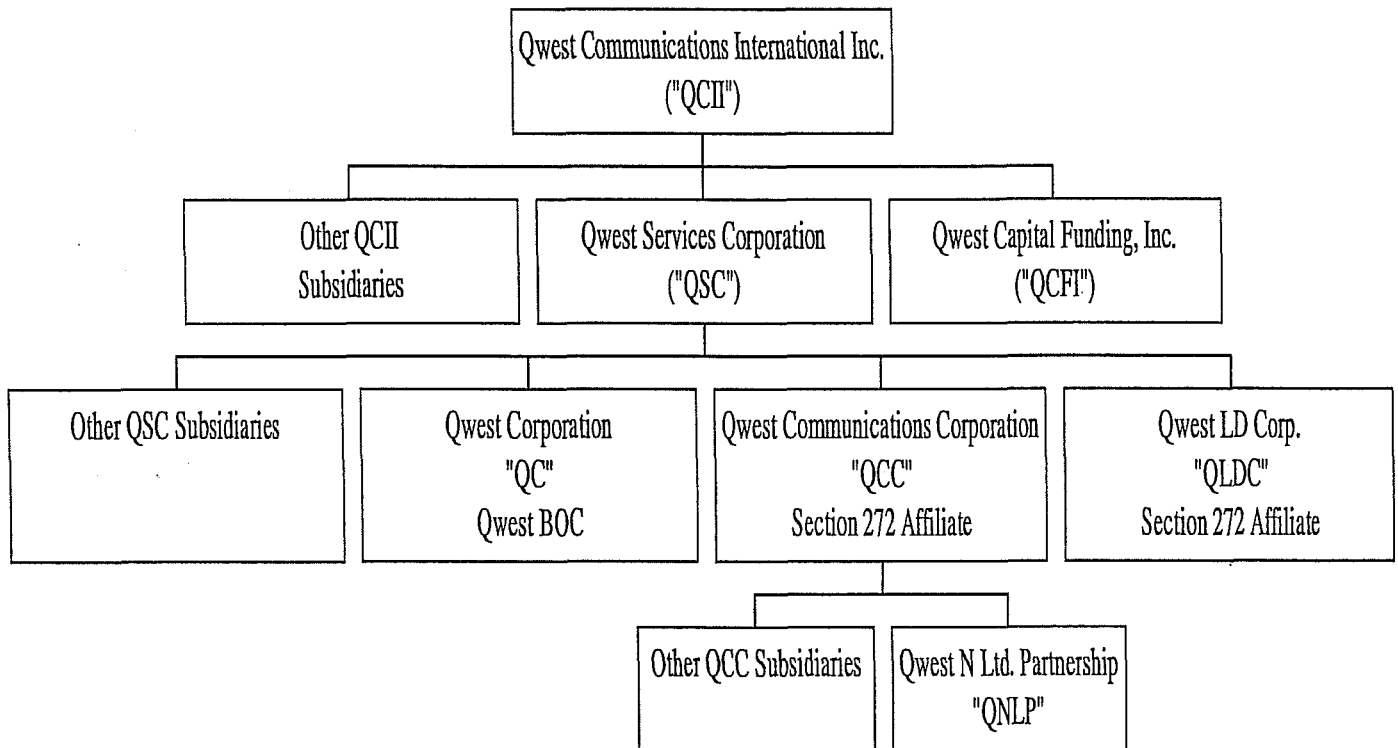 Qwest Communications International Inc.
("QCII")
Other QCII
Subsidiaries
Qwest Services Corporation
("QSC")
Qwest Capital Funding, Inc.
("QCFI")
Other QSC Subsidiaries
Qwest Corporation
"QC"
Qwest BOC
Qwest Communications Corporation
"QCC"
Section 272 Affiliate
Qwest LD Corp.
"QLDC"
Section 272 Affiliate
Other QCC Subsidiaries
Qwest N Ltd. Partnership
"QNLP"